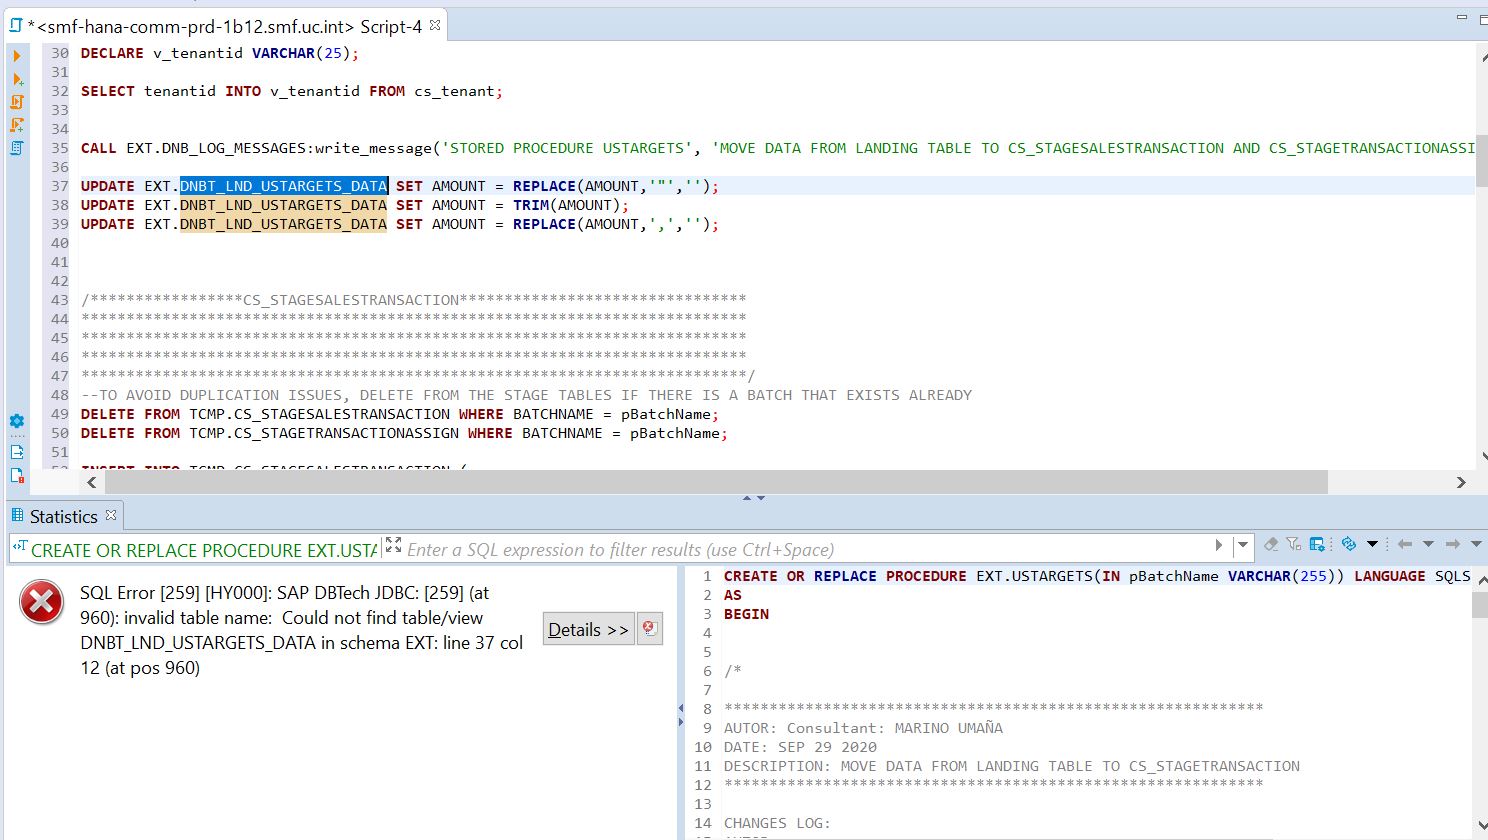 *<smf-hana-comm-prd-1b12.smf.uc.int> Script-4
30 DECLARE v_tenantid VARCHAR(25);
31
32 SELECT tenantid INTO v_tenantid FROM cs_tenant;
33
34
35 CALL EXT.DNB_LOG_MESSAGES:write_message('STORED PROCEDURE USTARGETS', 'MOVE DATA FROM LANDING TABLE TO CS_STAGESALESTRANSACTION AND CS_STAGETRANSACTIONASSI
36
37 UPDATE EXT.DNBT_LND_USTARGETS_DATA SET AMOUNT = REPLACE(AMOUNT,'"','');
38 UPDATE EXT.DNBT_LND_USTARGETS_DATA SET AMOUNT = TRIM(AMOUNT);
39 UPDATE EXT.DNBT_LND_USTARGETS_DATA SET AMOUNT = REPLACE(AMOUNT,',','');
40
41
42
43 /*****************CS_STAGESALESTRANSACTION********************************
44 **************************************************************************
45 **************************************************************************
46 **************************************************************************
47 **************************************************************************/
48 --TO AVOID DUPLICATION ISSUES, DELETE FROM THE STAGE TABLES IF THERE IS A BATCH THAT EXISTS ALREADY
49 DELETE FROM TCMP.CS_STAGESALESTRANSACTION WHERE BATCHNAME = pBatchName;
50 DELETE FROM TCMP.CS_STAGETRANSACTIONASSIGN WHERE BATCHNAME = pBatchName;
51
52 INSERT INTO TCMP.CS_STAGESALESTRANSACTION (
Statistics
CREATE OR REPLACE PROCEDURE EXT.USTA
Enter a SQL expression to filter results (use Ctrl+Space)
SQL Error [259] [HY000]: SAP DBTech JDBC: [259] (at
960): invalid table name: Could not find table/view
DNBT_LND_USTARGETS_DATA in schema EXT: line 37 col
12 (at pos 960)
Details >>
1 CREATE OR REPLACE PROCEDURE EXT.USTARGETS(IN pBatchName VARCHAR(255)) LANGUAGE SQLS
2 AS
3 BEGIN
4
5
6 /*
7
8 ************************************************************
9 AUTOR: Consultant: MARINO UMAÑA
10 DATE: SEP 29 2020
11 DESCRIPTION: MOVE DATA FROM LANDING TABLE TO CS_STAGETRANSACTION
12 ************************************************************
13
14 CHANGES LOG: